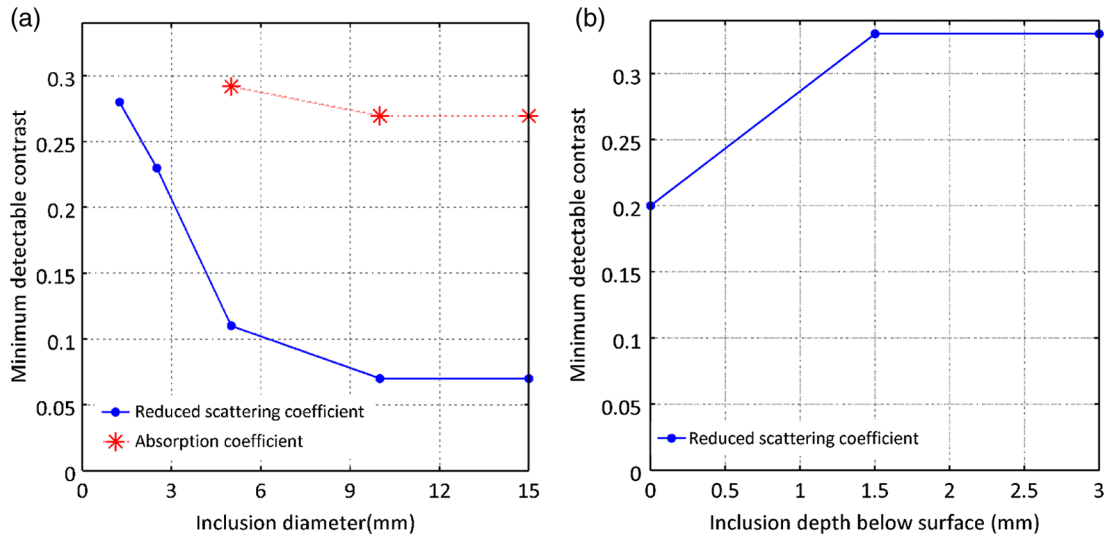 (a)
Minimum detectable contrast
0.3
0.25
0.2
0.15
0.1
0.05
0
Reduced scattering coefficient
Absorption coefficient
0 3 6 9 12 15
Inclusion diameter(mm)
(b)
Minimum detectable contrast
0.3
0.25
0.2
0.15
0.1
0.05
0
Reduced scattering coefficient
0 0.5 1 1.5 2 2.5 3
Inclusion depth below surface (mm)